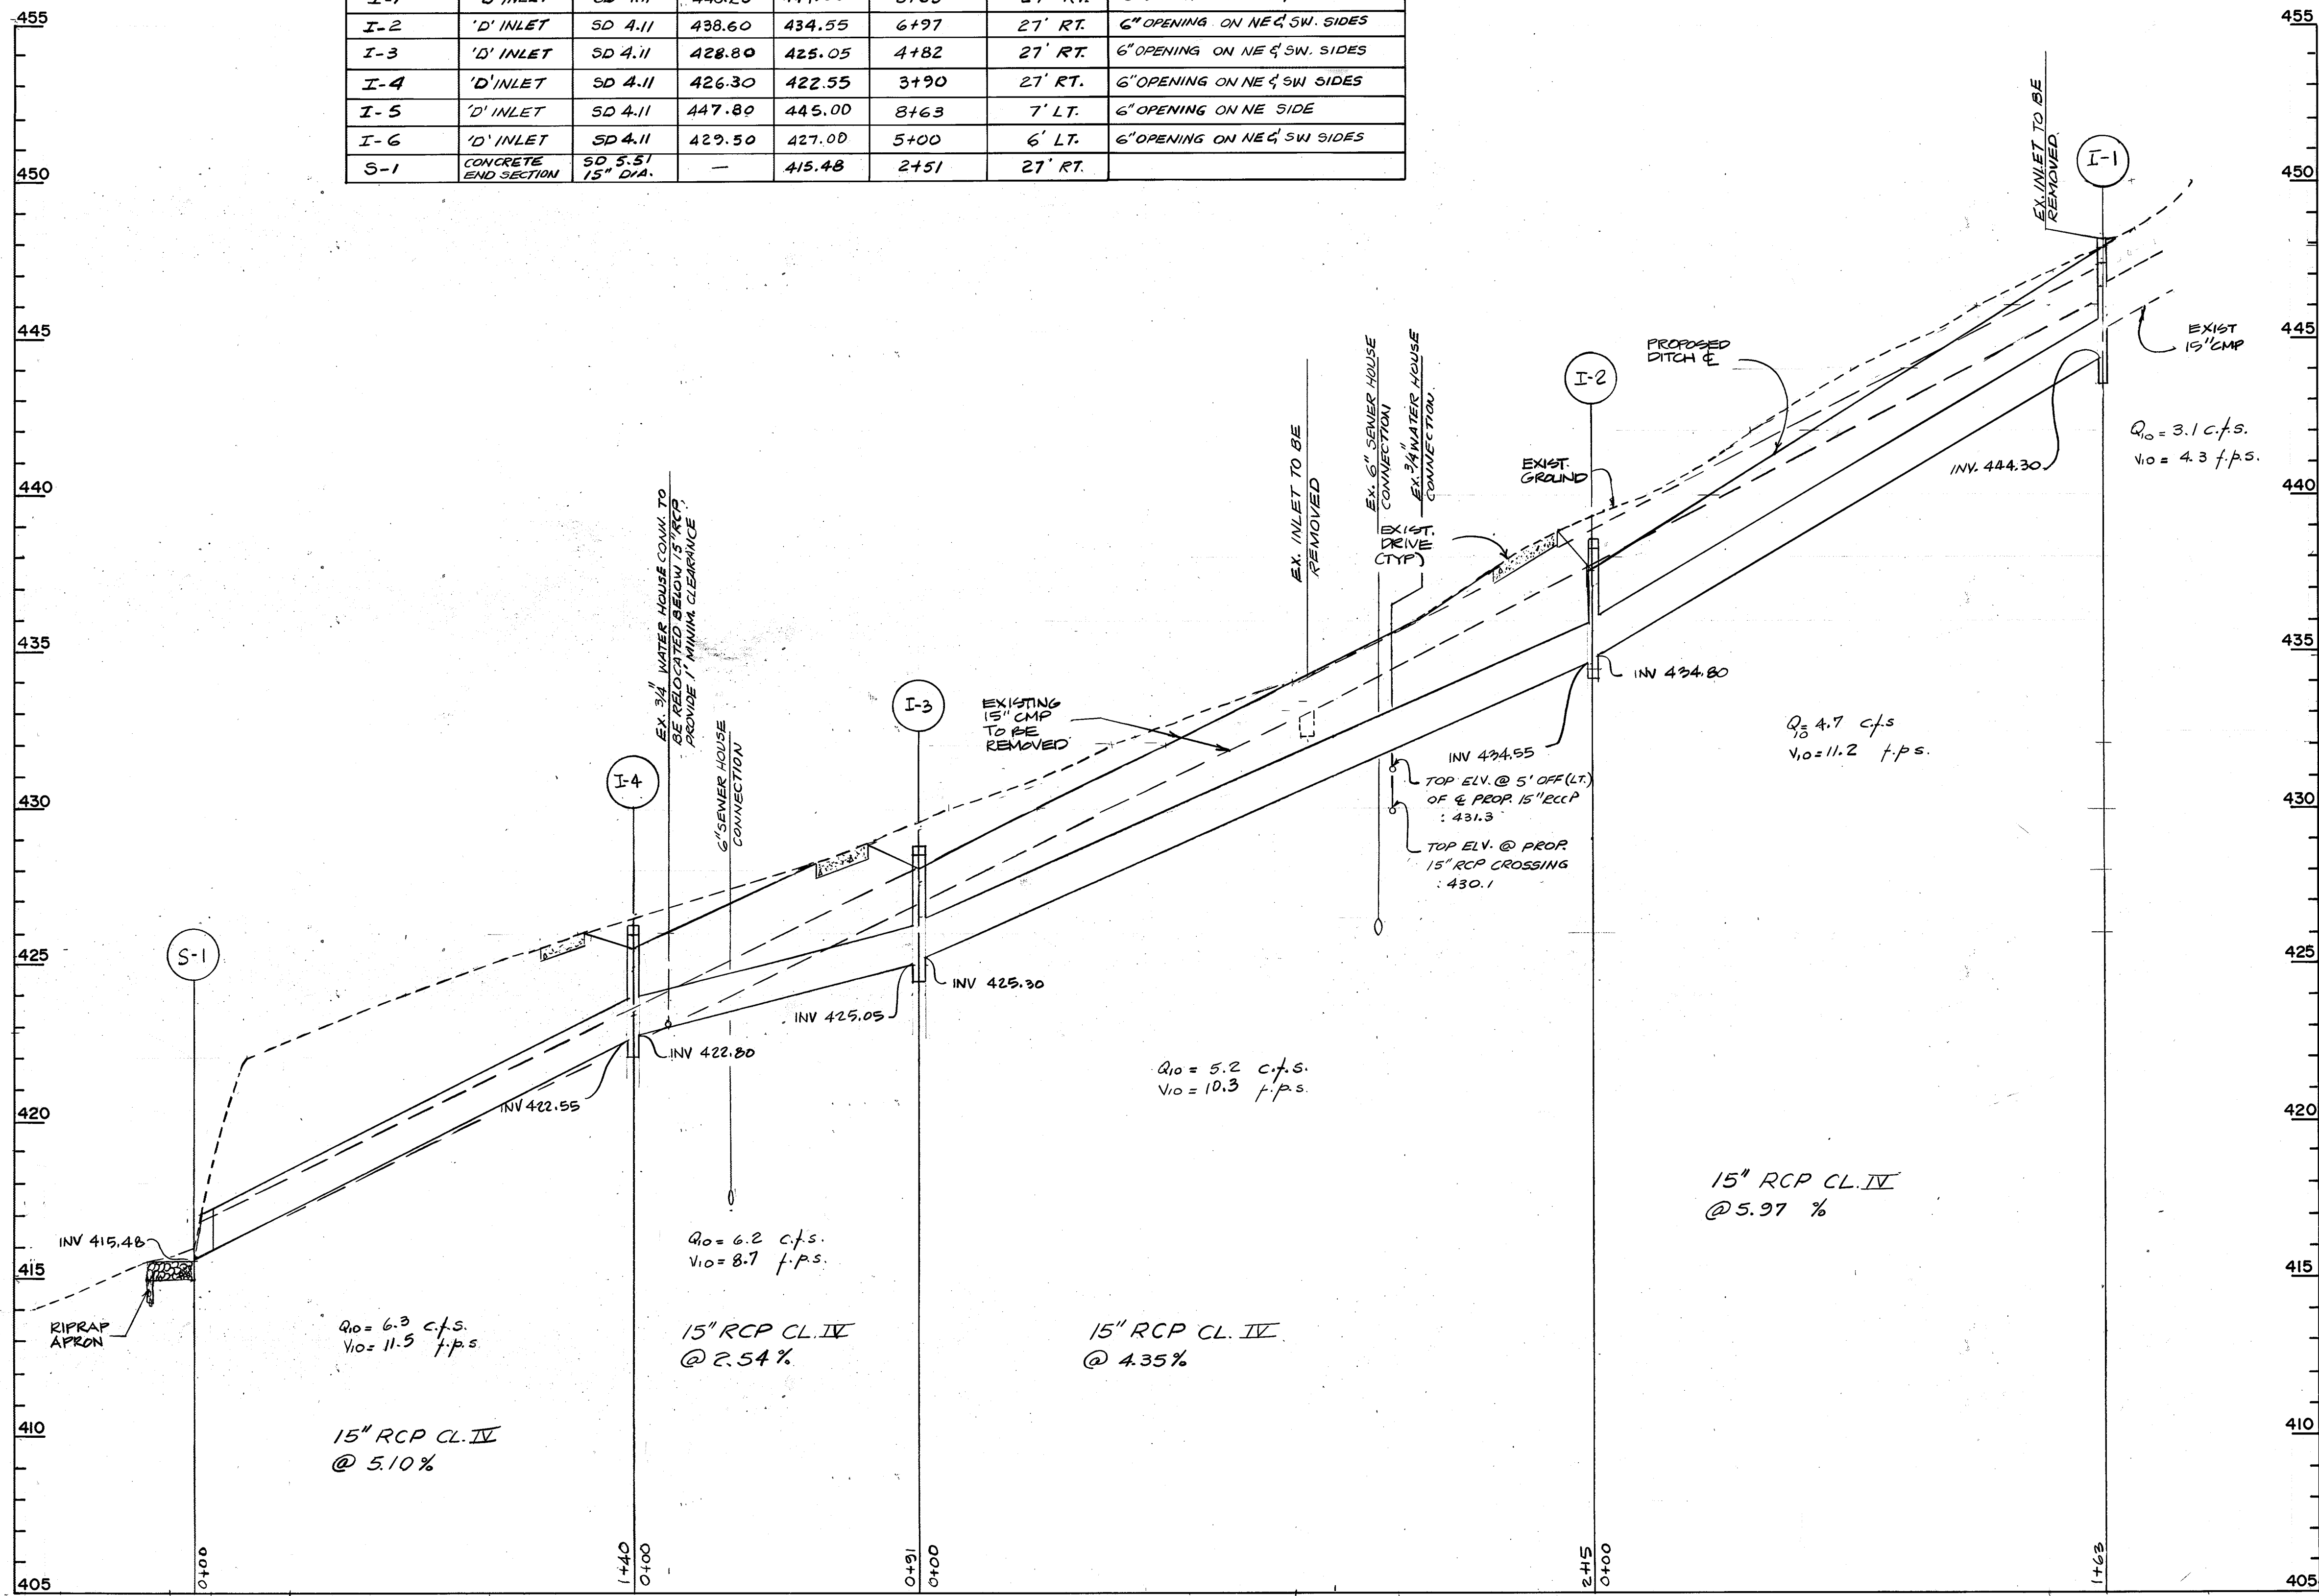 I-2 'D' INLET SD 4.11 438.60 434.55 6+97 27' RT. 6" OPENING ON NE & SW. SIDES
I-3 'D' INLET SD 4.11 428.80 425.05 4+82 27' RT. 6" OPENING ON NE & SW. SIDES
I-4 'D' INLET SD 4.11 426.30 422.55 3+90 27' RT. 6" OPENING ON NE & SW SIDES
I-5 'D' INLET SD 4.11 447.80 445.00 8+63 7' LT. 6" OPENING ON NE SIDE
I-6 'D' INLET SD 4.11 429.50 427.00 5+00 6' LT. 6" OPENING ON NE & SW SIDES
S-1 CONCRETE END SECTION SD 5.51 15" DIA. — 415.48 2+51 27' RT.
455
450
445
440
435
430
425
420
415
410
405
455
450
445
440
435
430
425
420
415
410
405
S-1
I-4
I-3
I-2
I-1
EX. INLET TO BE
REMOVED
EXIST
15" CMP
INV. 444.30
Q10 = 3.1 c.f.s.
V10 = 4.3 f.p.s.
PROPOSED
DITCH ℄
EXIST.
GROUND
EX. 3/4" WATER HOUSE
CONNECTION.
EX. 6" SEWER HOUSE
CONNECTION
EXIST.
DRIVE
(TYP)
EX. INLET TO BE
REMOVED
INV 434.80
INV 434.55
TOP ELV. @ 5' OFF (LT.)
OF ℄ PROP. 15" RCCP
: 431.3
TOP ELV. @ PROP.
15" RCP CROSSING
: 430.1
Q10 = 4.7 c.f.s
V10 = 11.2 f.p.s.
EXISTING
15" CMP
TO BE
REMOVED
EX. 3/4" WATER HOUSE CONN. TO
BE RELOCATED BELOW 15" RCP,
PROVIDE 1' MINIM. CLEARANCE
6" SEWER HOUSE
CONNECTION
INV 425.30
INV 425.05
INV 422.80
INV 422.55
Q10 = 5.2 c.f.s.
V10 = 10.3 f.p.s.
15" RCP CL. IV
@ 5.97 %
INV 415.48
RIPRAP
APRON
Q10 = 6.2 c.f.s.
V10 = 8.7 f.p.s.
Q10 = 6.3 c.f.s.
V10 = 11.5 f.p.s.
15" RCP CL. IV
@ 2.54 %
15" RCP CL. IV
@ 4.35 %
15" RCP CL. IV
@ 5.10 %
0+00
1+40
0+00
0+91
0+00
2+15
0+00
1+63